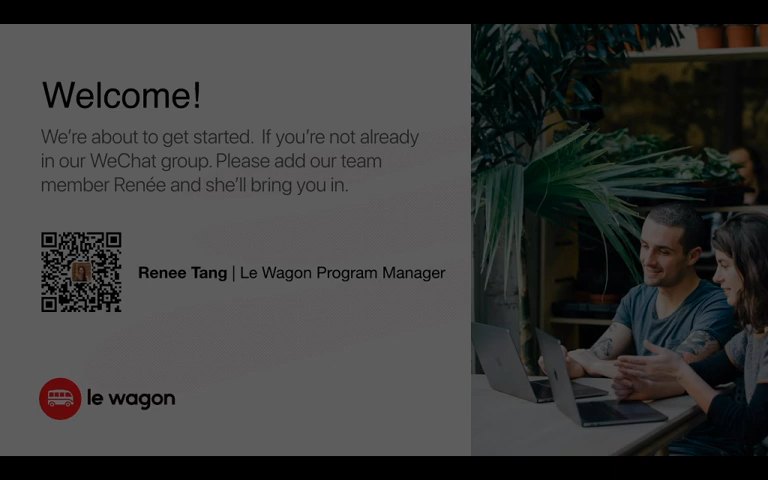 Welcome!
We're about to get started. If you're not already
in our WeChat group. Please add our team
member Renée and she'll bring you in.
Renee Tang | Le Wagon Program Manager
le wagon